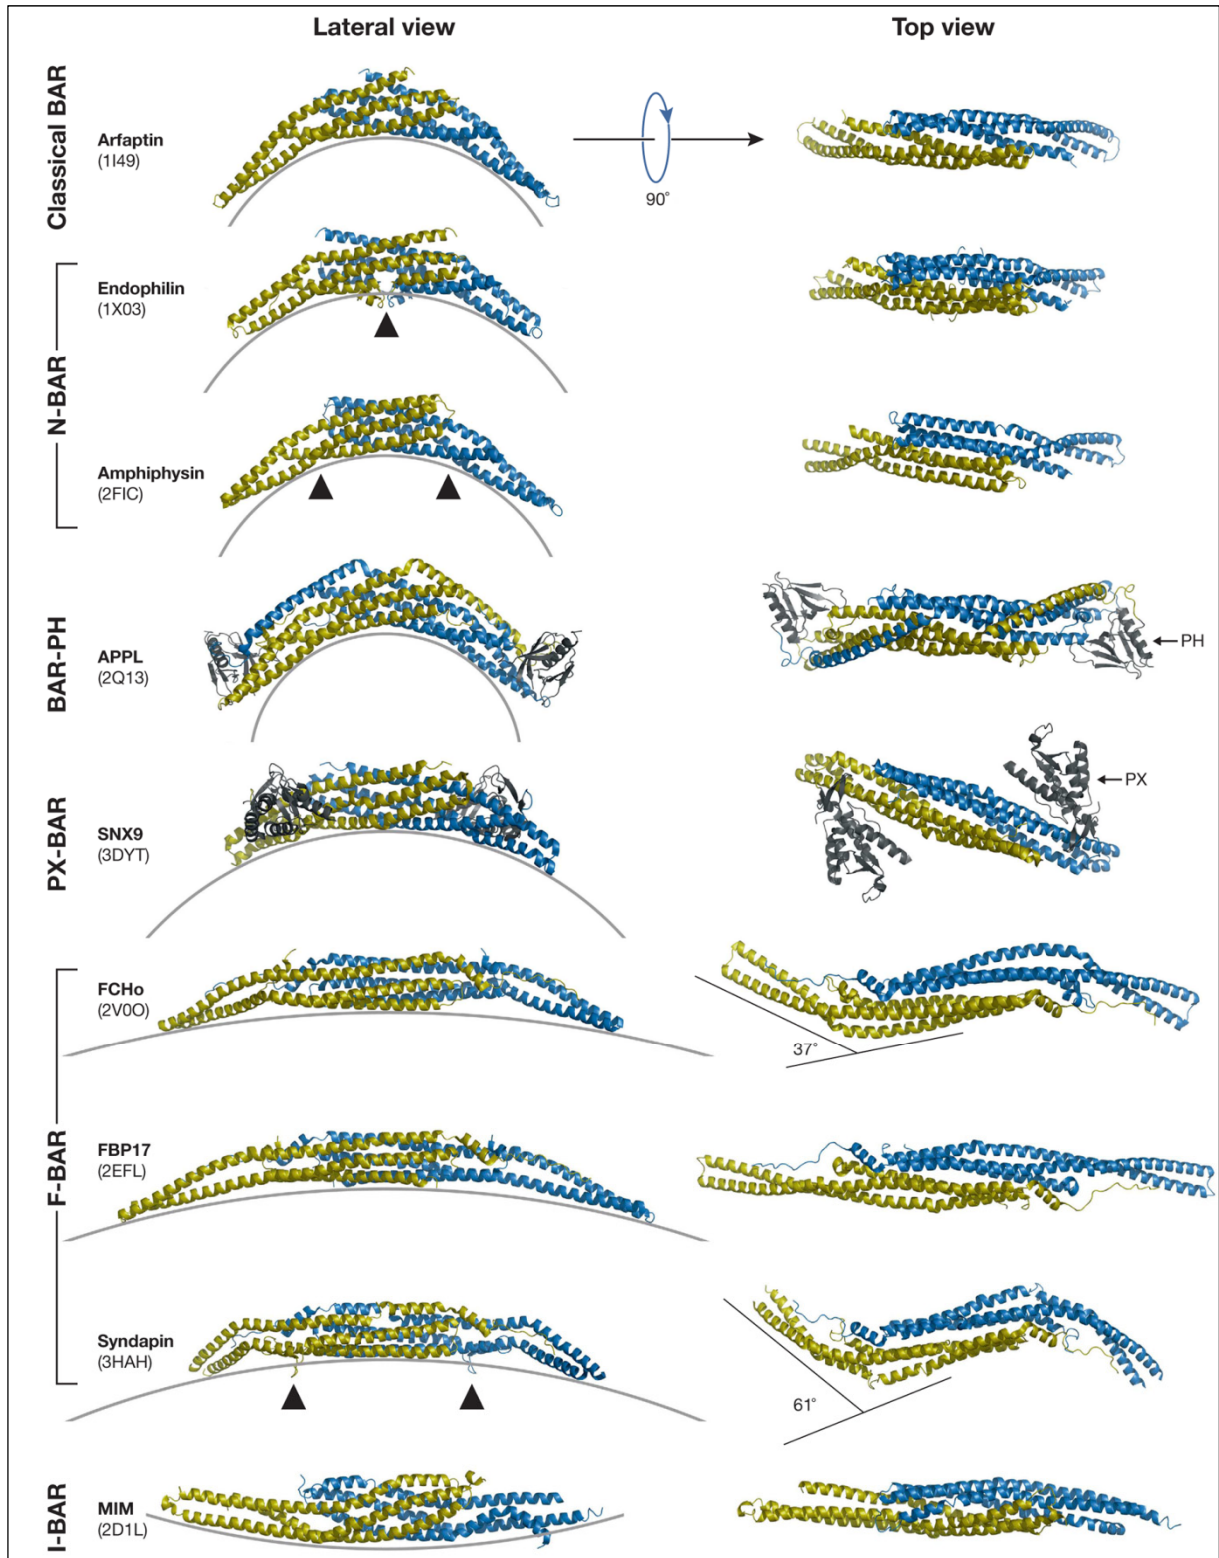 Lateral view
Top view
Classical BAR
Arfaptin
(1I49)
90°
N-BAR
Endophilin
(1X03)
Amphiphysin
(2FIC)
BAR-PH
APPL
(2Q13)
PH
PX-BAR
SNX9
(3DYT)
PX
F-BAR
FCHo
(2V0O)
37°
FBP17
(2EFL)
Syndapin
(3HAH)
61°
I-BAR
MIM
(2D1L)